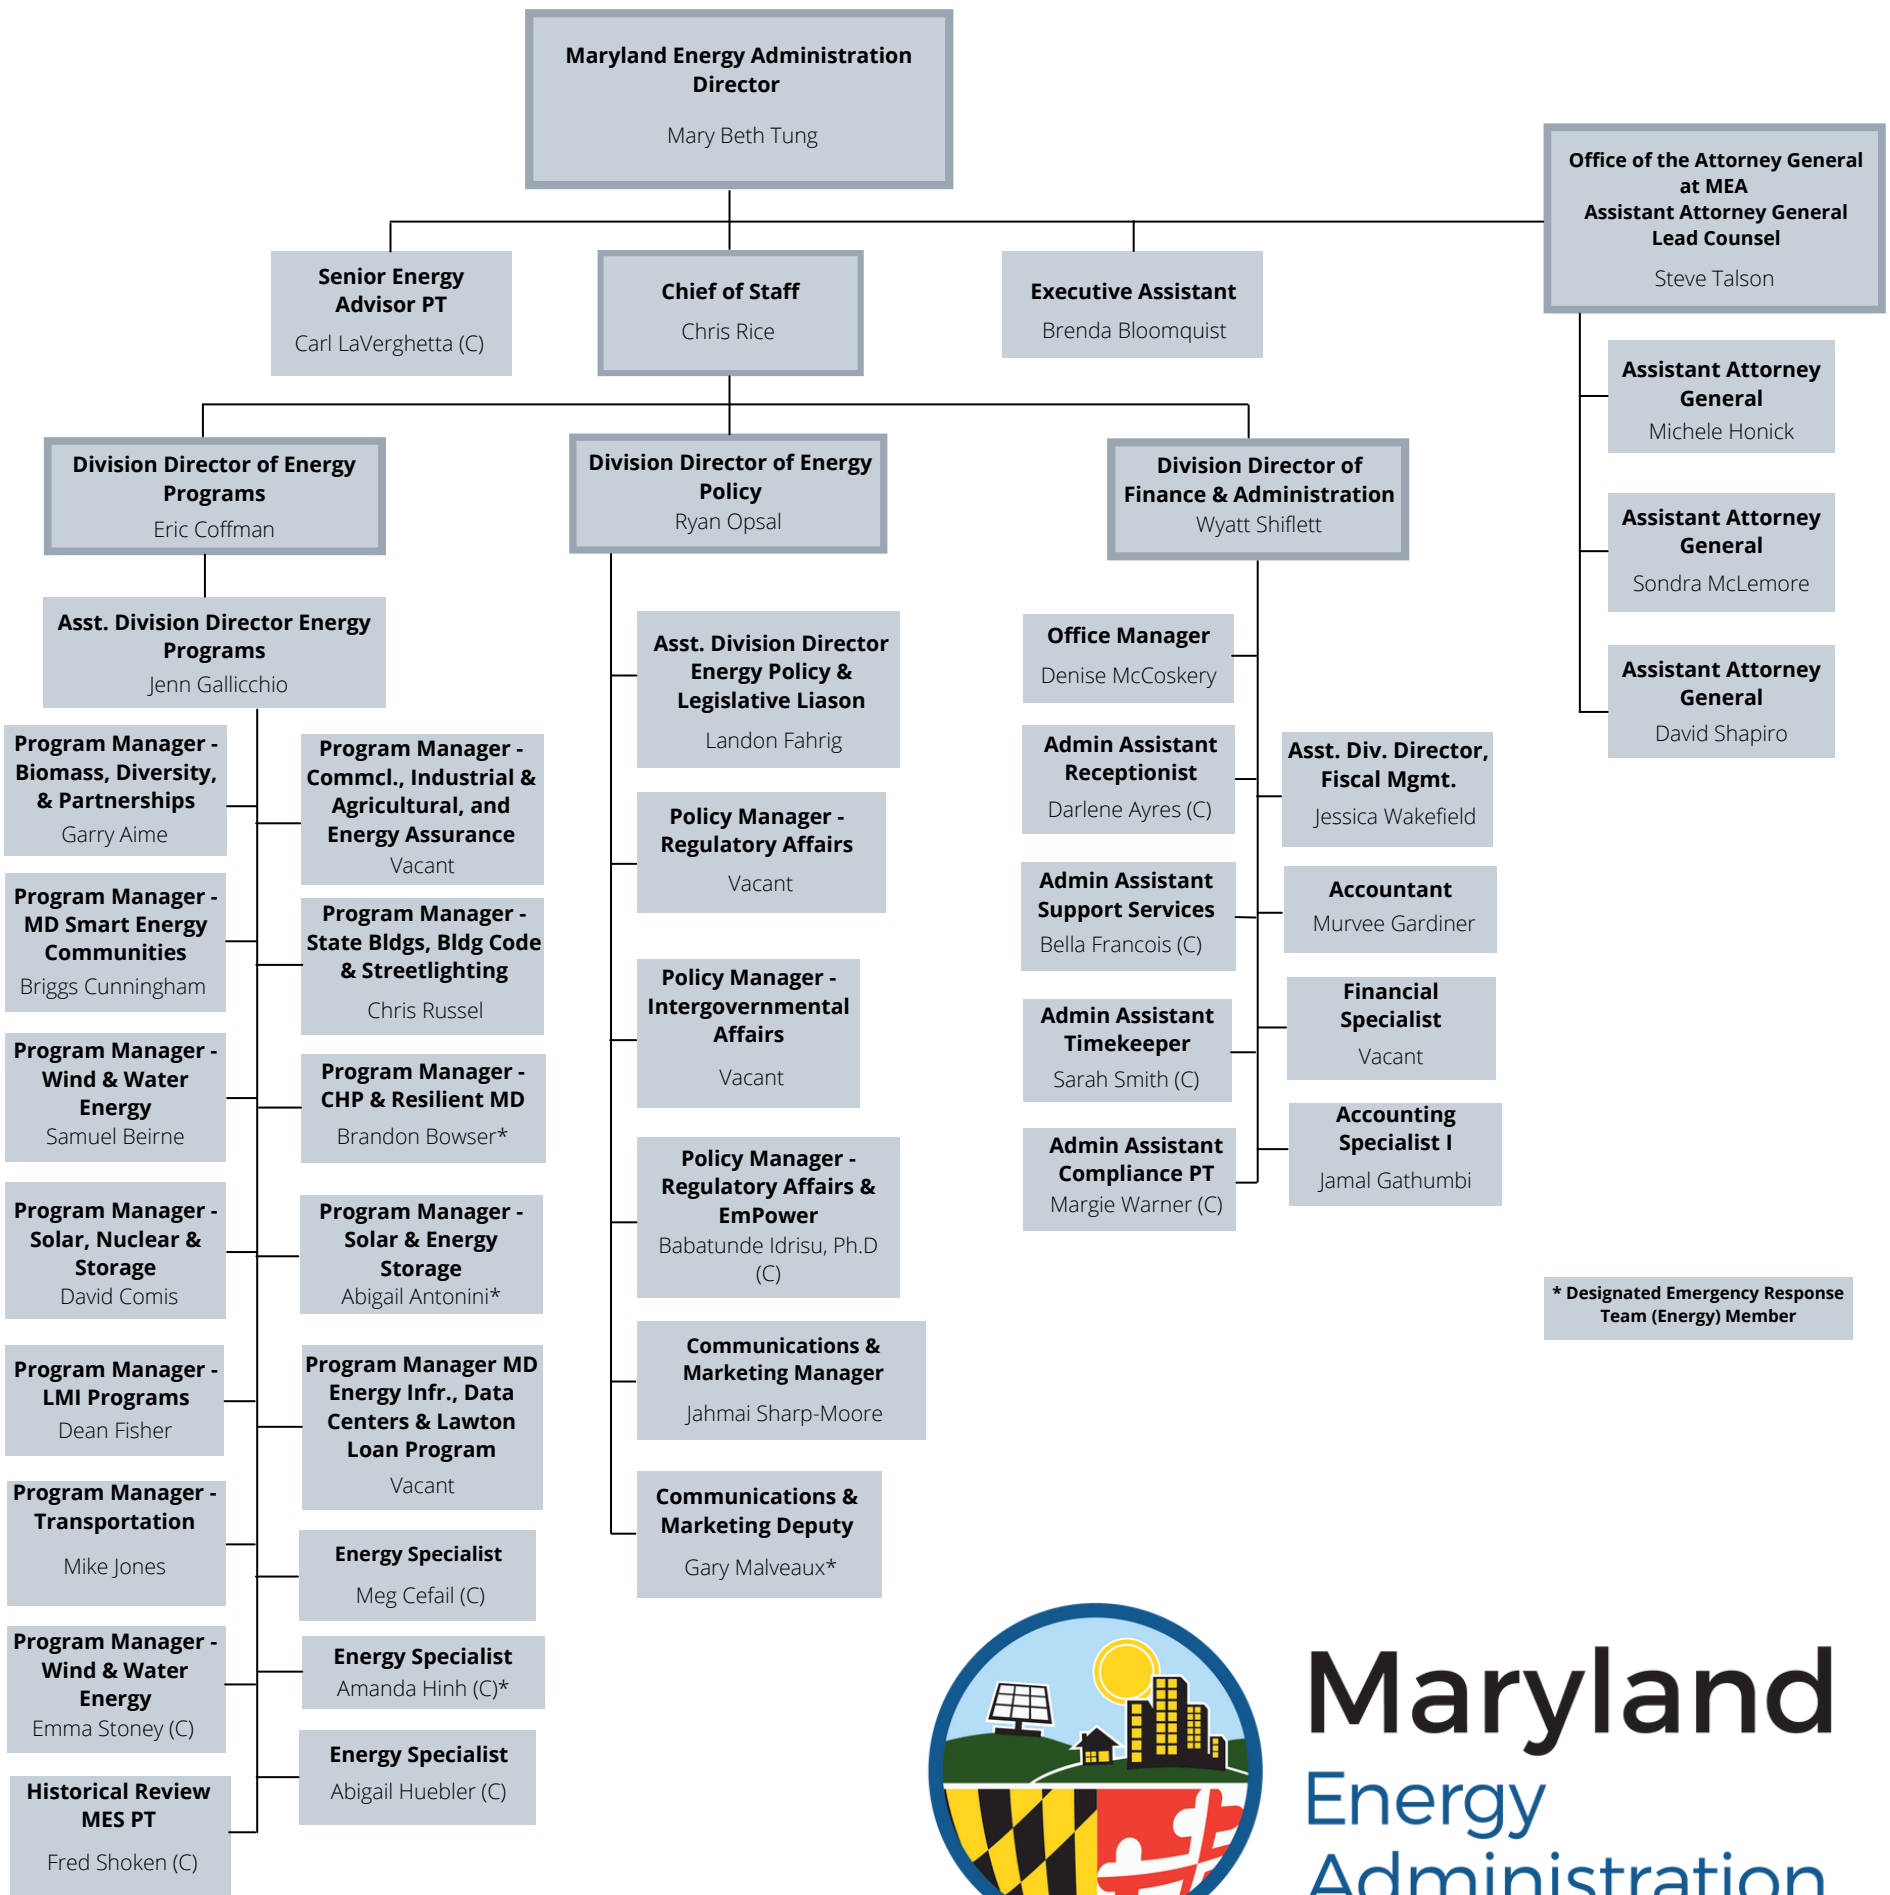 Maryland Energy Administration
Director
Mary Beth Tung
Office of the Attorney General
at MEA
Assistant Attorney General
Lead Counsel
Steve Talson
Senior Energy
Advisor PT
Carl LaVerghetta (C)
Chief of Staff
Chris Rice
Executive Assistant
Brenda Bloomquist
Assistant Attorney
General
Michele Honick
Assistant Attorney
General
Sondra McLemore
Assistant Attorney
General
David Shapiro
Division Director of Energy
Programs
Eric Coffman
Division Director of Energy
Policy
Ryan Opsal
Division Director of
Finance & Administration
Wyatt Shiflett
Asst. Division Director Energy
Programs
Jenn Gallicchio
Program Manager -
Biomass, Diversity,
& Partnerships
Garry Aime
Program Manager -
MD Smart Energy
Communities
Briggs Cunningham
Program Manager -
Wind & Water
Energy
Samuel Beirne
Program Manager -
Solar, Nuclear &
Storage
David Comis
Program Manager -
LMI Programs
Dean Fisher
Program Manager -
Transportation
Mike Jones
Program Manager -
Wind & Water
Energy
Emma Stoney (C)
Historical Review
MES PT
Fred Shoken (C)
Program Manager -
Commcl., Industrial &
Agricultural, and
Energy Assurance
Vacant
Program Manager -
State Bldgs, Bldg Code
& Streetlighting
Chris Russel
Program Manager -
CHP & Resilient MD
Brandon Bowser*
Program Manager -
Solar & Energy
Storage
Abigail Antonini*
Program Manager MD
Energy Infr., Data
Centers & Lawton
Loan Program
Vacant
Energy Specialist
Meg Cefail (C)
Energy Specialist
Amanda Hinh (C)*
Energy Specialist
Abigail Huebler (C)
Asst. Division Director
Energy Policy &
Legislative Liason
Landon Fahrig
Policy Manager -
Regulatory Affairs
Vacant
Policy Manager -
Intergovernmental
Affairs
Vacant
Policy Manager -
Regulatory Affairs &
EmPower
Babatunde Idrisu, Ph.D
(C)
Communications &
Marketing Manager
Jahmai Sharp-Moore
Communications &
Marketing Deputy
Gary Malveaux*
Office Manager
Denise McCoskery
Admin Assistant
Receptionist
Darlene Ayres (C)
Admin Assistant
Support Services
Bella Francois (C)
Admin Assistant
Timekeeper
Sarah Smith (C)
Admin Assistant
Compliance PT
Margie Warner (C)
Asst. Div. Director,
Fiscal Mgmt.
Jessica Wakefield
Accountant
Murvee Gardiner
Financial
Specialist
Vacant
Accounting
Specialist I
Jamal Gathumbi
* Designated Emergency Response
Team (Energy) Member
Maryland
Energy
Administration